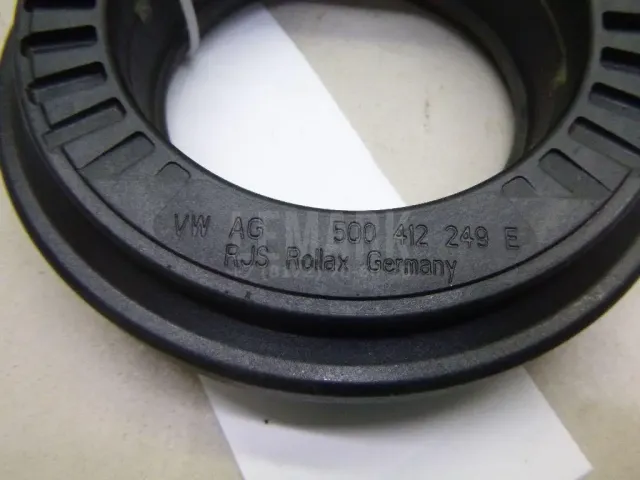 VW AG 500 412 249 E
RJS Rollax Germany